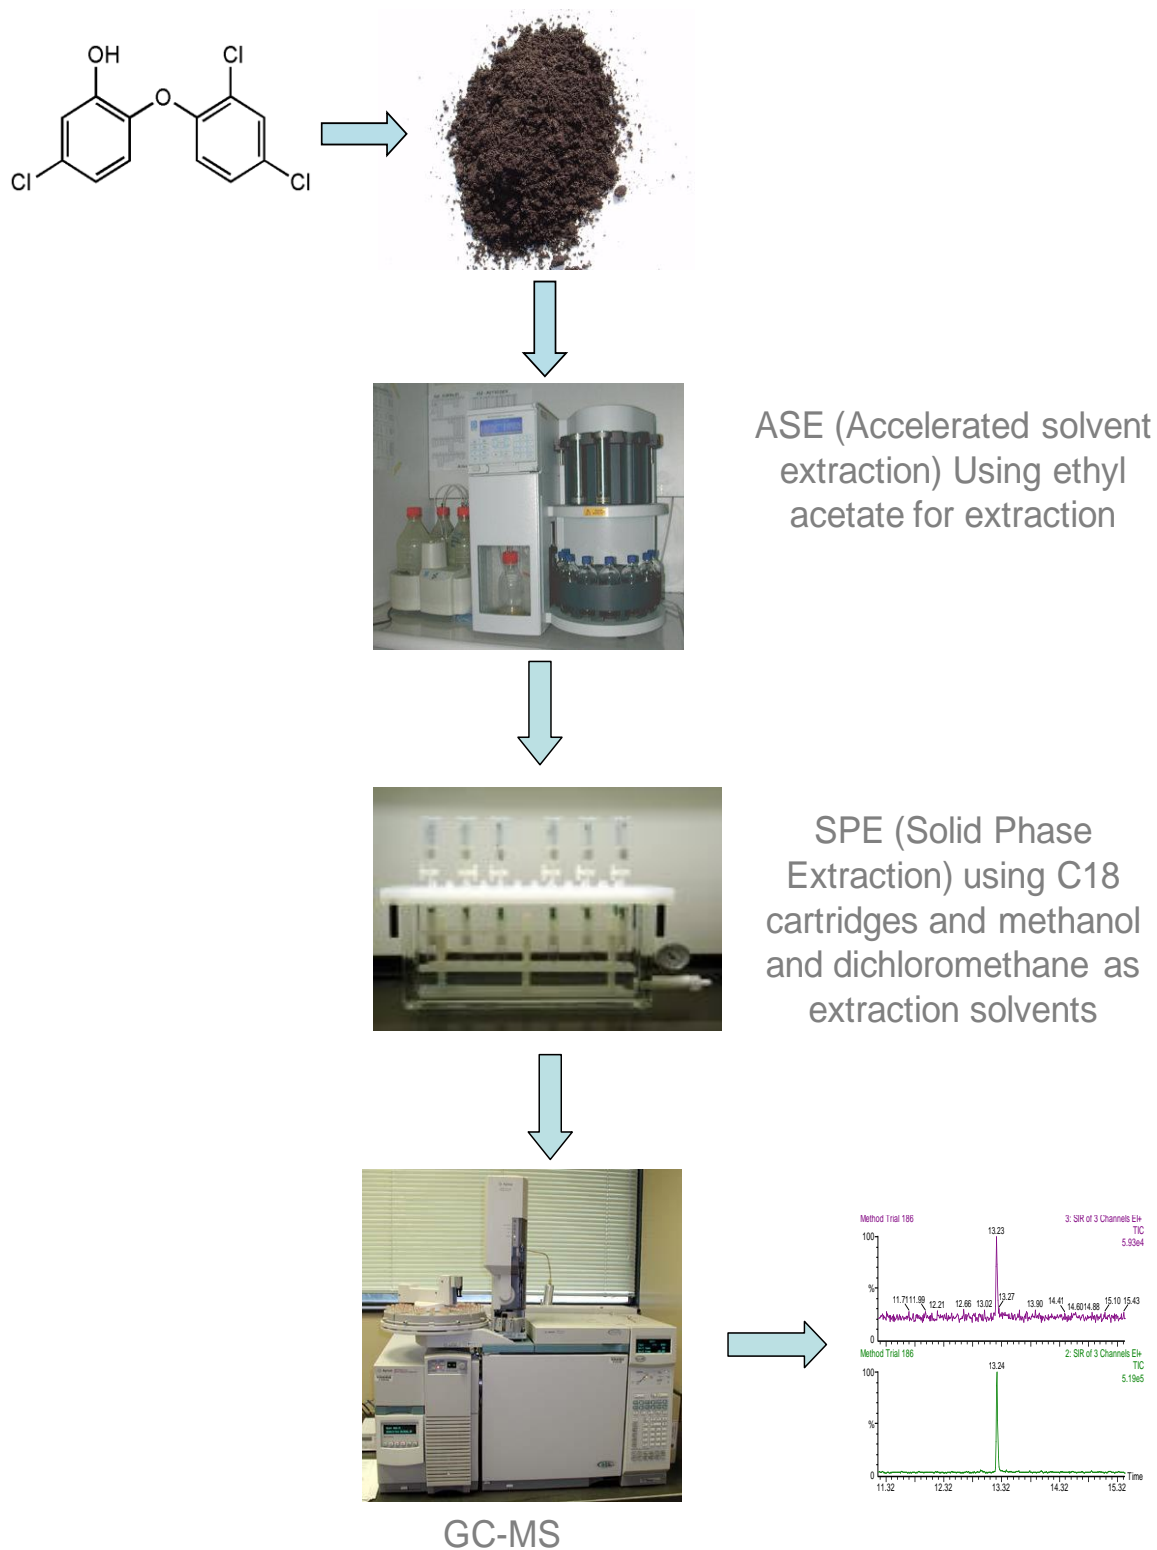 OH
Cl
O
Cl
Cl
ASE (Accelerated solvent
extraction) Using ethyl
acetate for extraction
SPE (Solid Phase
Extraction) using C18
cartridges and methanol
and dichloromethane as
extraction solvents
GC-MS
Method Trial 186
3: SIR of 3 Channels EI+
TIC
5.93e4
100
13.23
%
11.71 11.99 12.21 12.66 13.02 13.27 13.90 14.41 14.60 14.88 15.10 15.43
0
Method Trial 186
2: SIR of 3 Channels EI+
TIC
5.19e5
100
13.24
%
0
Time
11.32 12.32 13.32 14.32 15.32